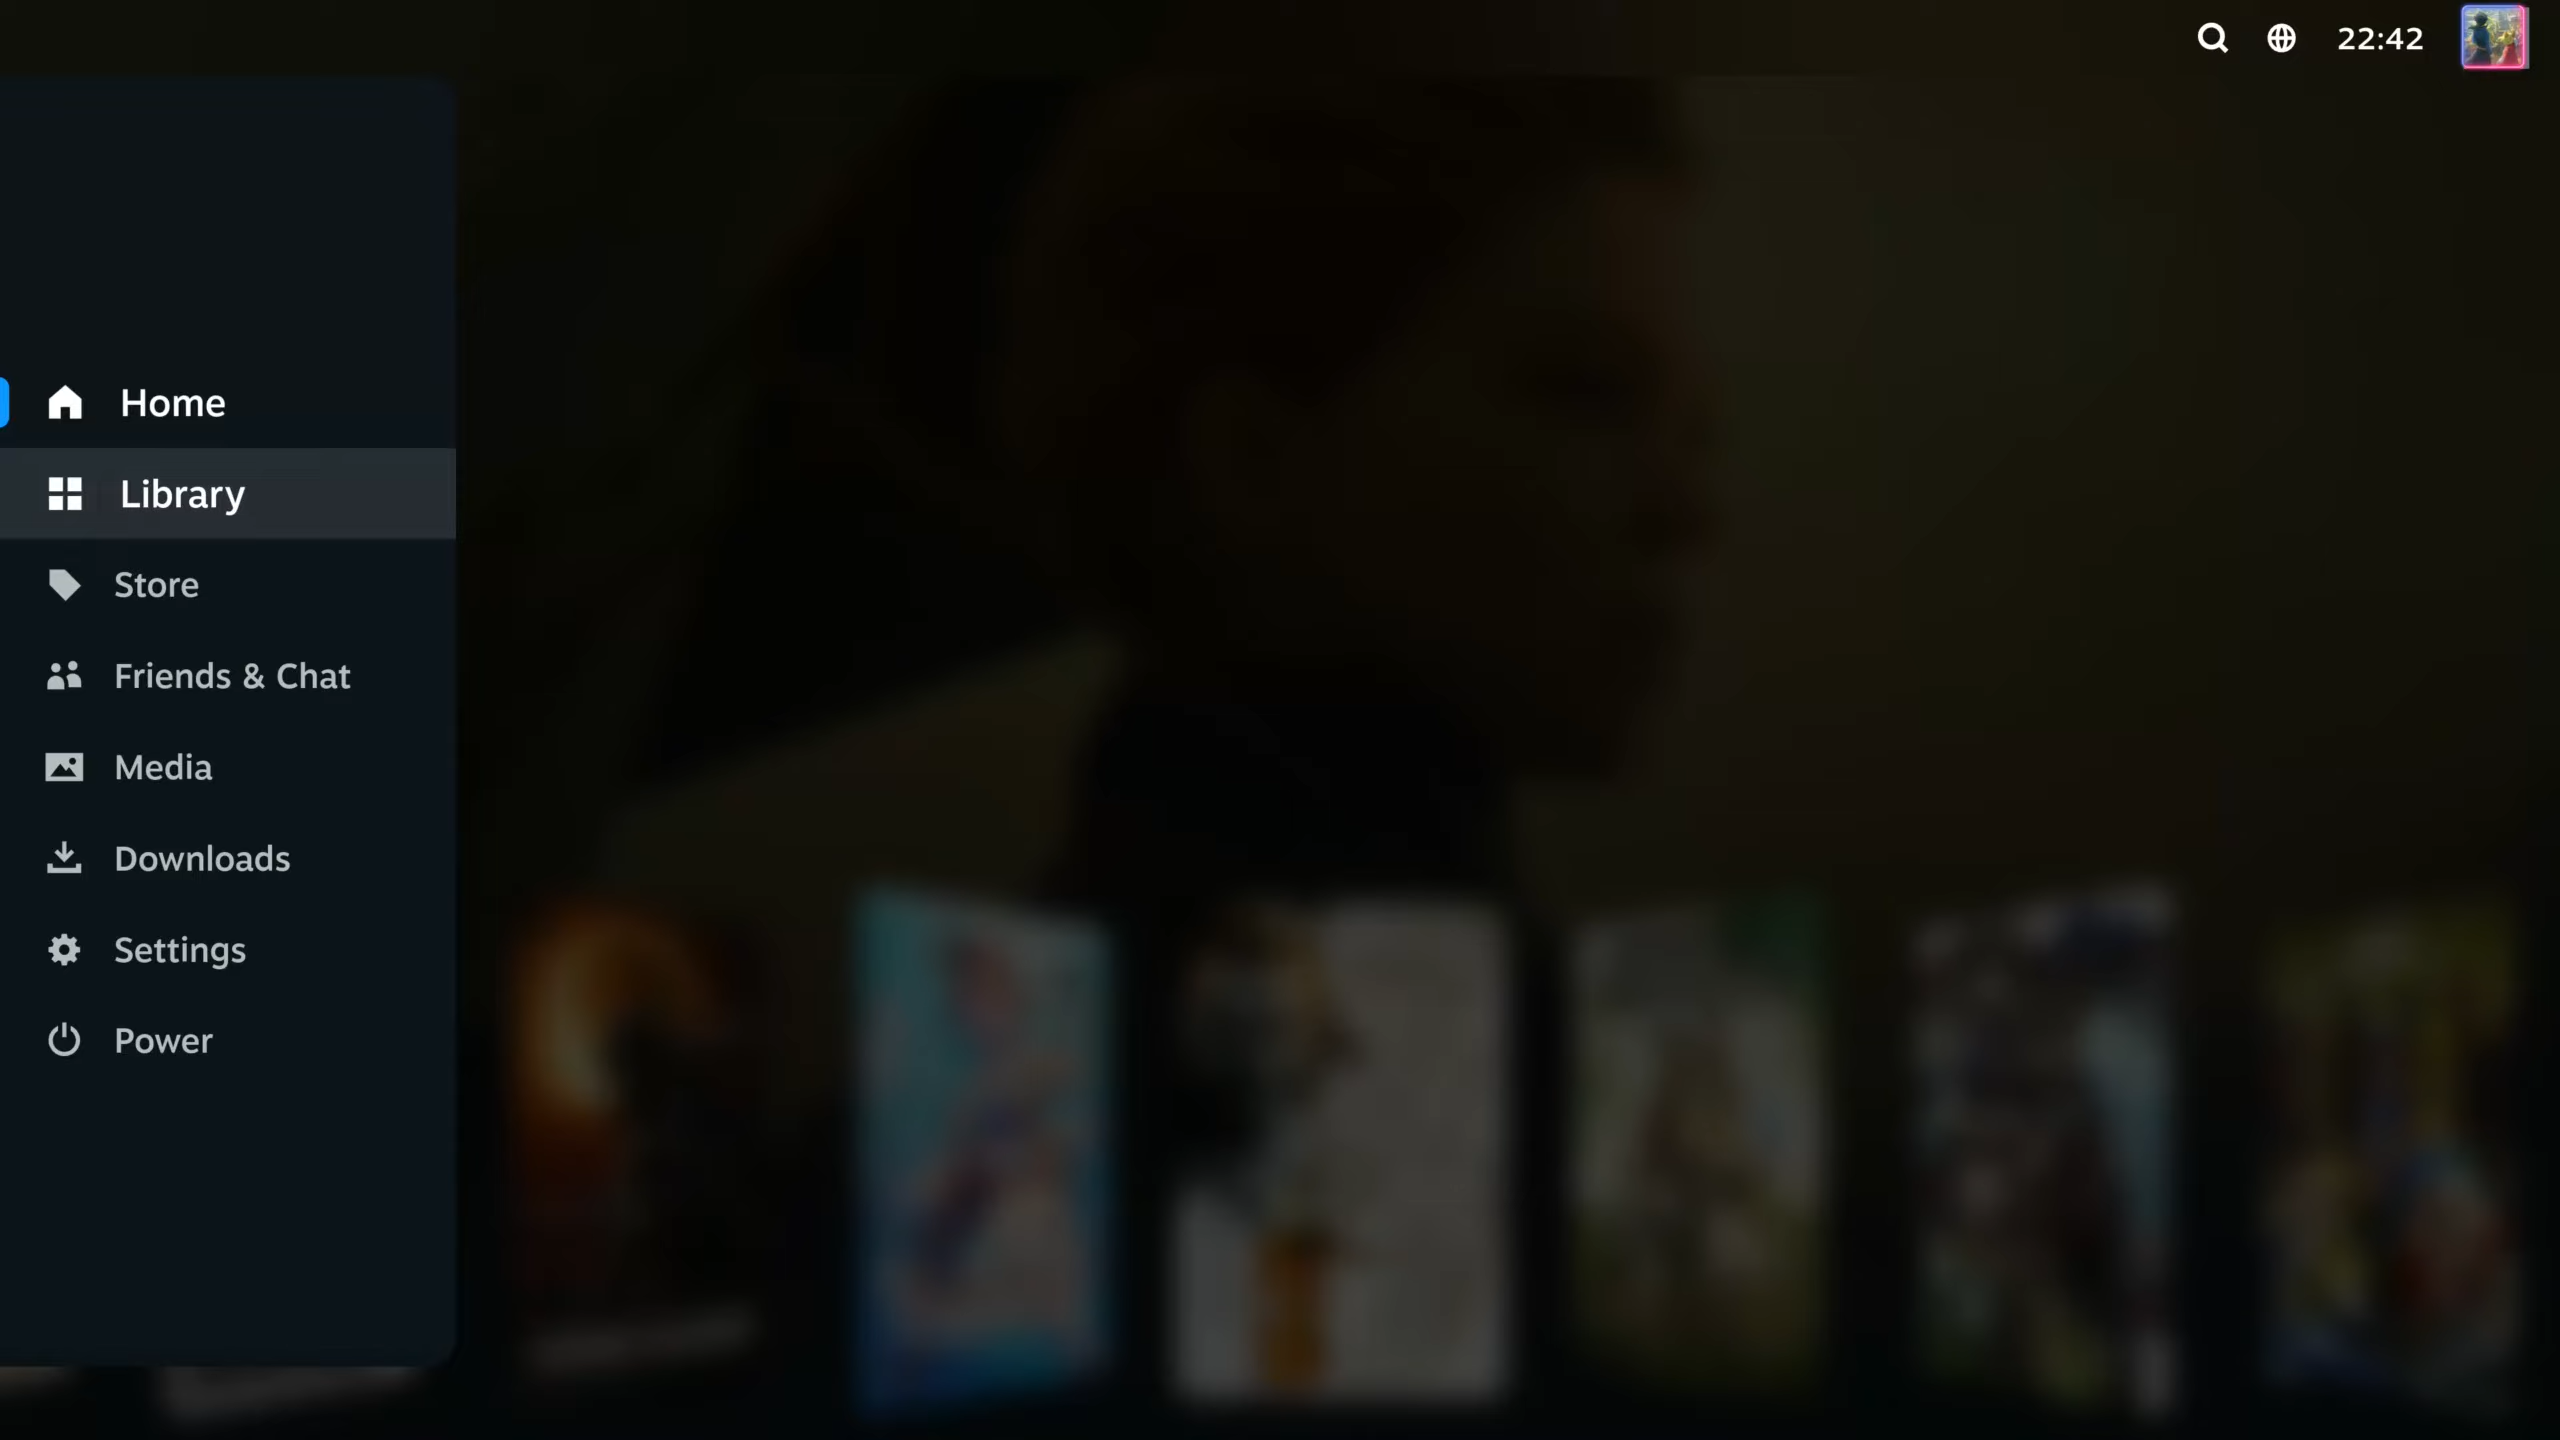 22:42
Home
Library
Store
Friends & Chat
Media
Downloads
Settings
Power